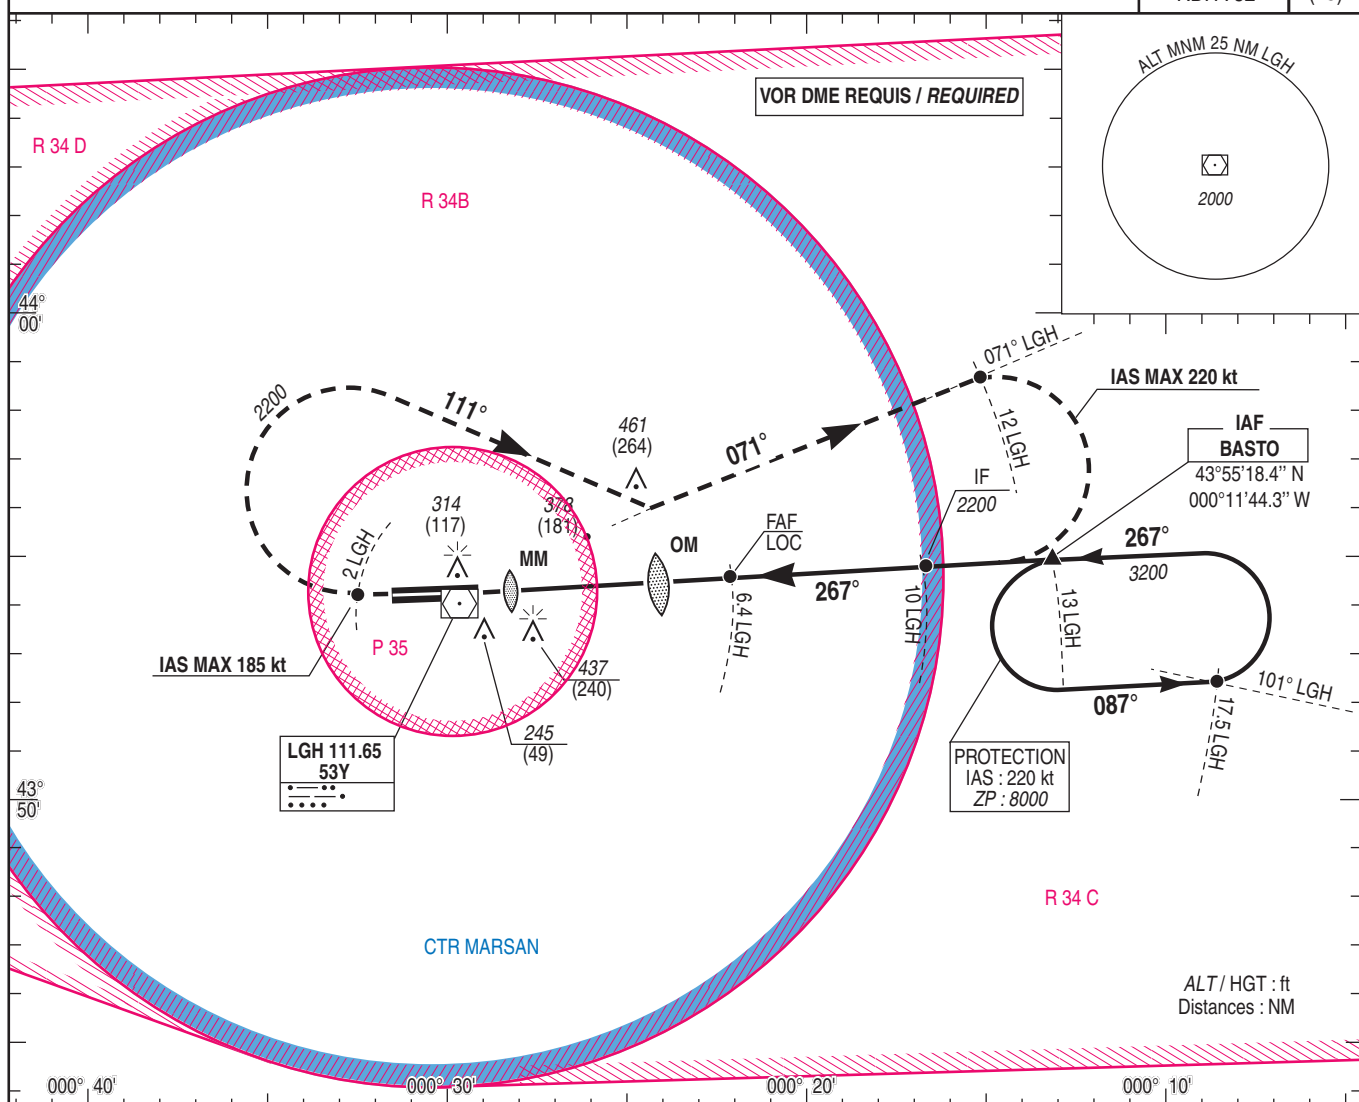 ALT MNM 25 NM LGH
2000
VOR DME REQUIS / REQUIRED
R 34 D
R 34B
44°
00'
071° LGH
12 LGH
IAS MAX 220 kt
IAF
BASTO
43°55'18.4" N
000°11'44.3" W
2200
111°
461
(264)
071°
IF
2200
314
(117)
378
(181)
FAF
LOC
2 LGH
MM
OM
267°
3200
267°
6.4 LGH
10 LGH
13 LGH
P 35
IAS MAX 185 kt
437
(240)
101° LGH
087°
17.5 LGH
245
(49)
LGH 111.65
53Y
PROTECTION
IAS : 220 kt
ZP : 8000
43°
50'
R 34 C
CTR MARSAN
ALT / HGT : ft
Distances : NM
000° 40'
000° 30'
000° 20'
000° 10'